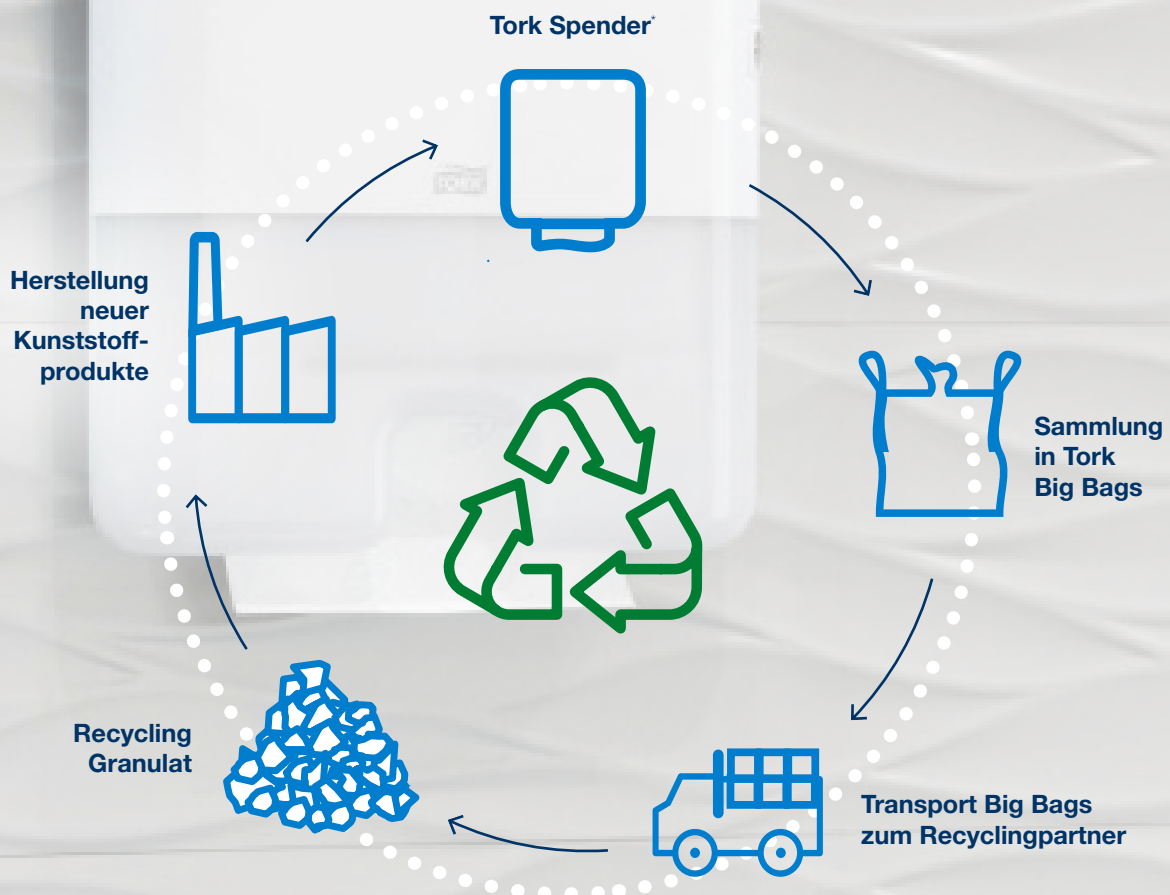 Tork Spender*
Herstellung
neuer
Kunststoff-
produkte
Sammlung
in Tork
Big Bags
Recycling
Granulat
Transport Big Bags
zum Recyclingpartner